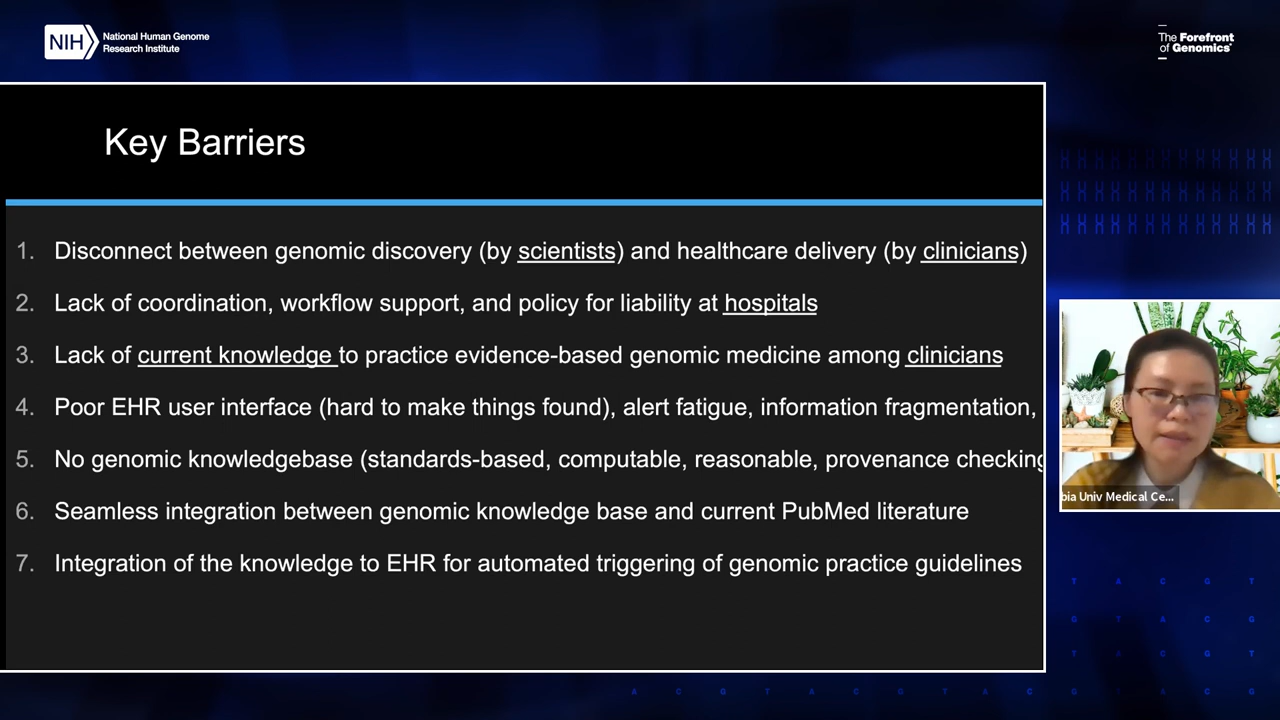 NIH National Human Genome
Research Institute
The Forefront
of Genomics
Key Barriers
1. Disconnect between genomic discovery (by scientists) and healthcare delivery (by clinicians)
2. Lack of coordination, workflow support, and policy for liability at hospitals
3. Lack of current knowledge to practice evidence-based genomic medicine among clinicians
4. Poor EHR user interface (hard to make things found), alert fatigue, information fragmentation,
5. No genomic knowledgebase (standards-based, computable, reasonable, provenance checking
6. Seamless integration between genomic knowledge base and current PubMed literature
7. Integration of the knowledge to EHR for automated triggering of genomic practice guidelines
bia Univ Medical Ce...
T A C G T
G T A C G
T A C G T
A C G T A C G T A C G T A C G